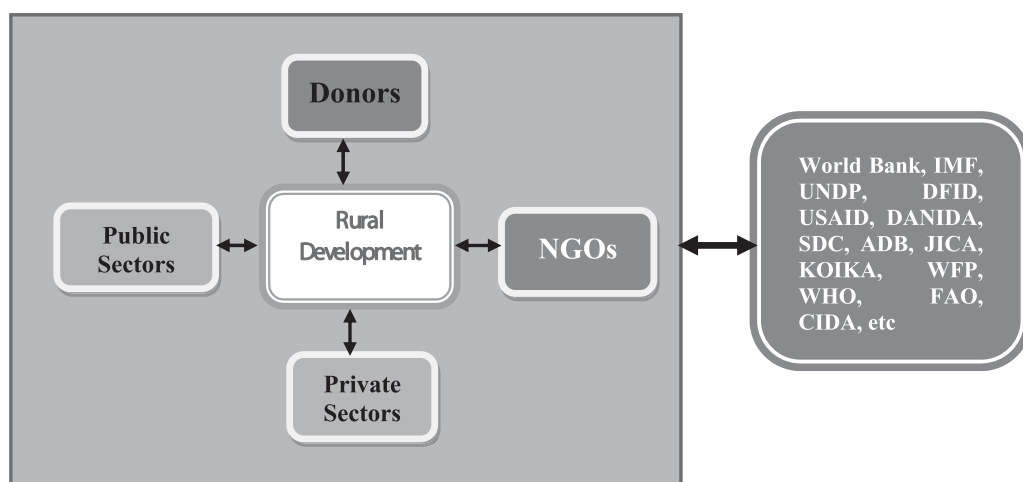 Donors
Public
Sectors
Rural
Development
NGOs
Private
Sectors
World Bank, IMF,
UNDP, DFID,
USAID, DANIDA,
SDC, ADB, JICA,
KOIKA, WFP,
WHO, FAO,
CIDA, etc